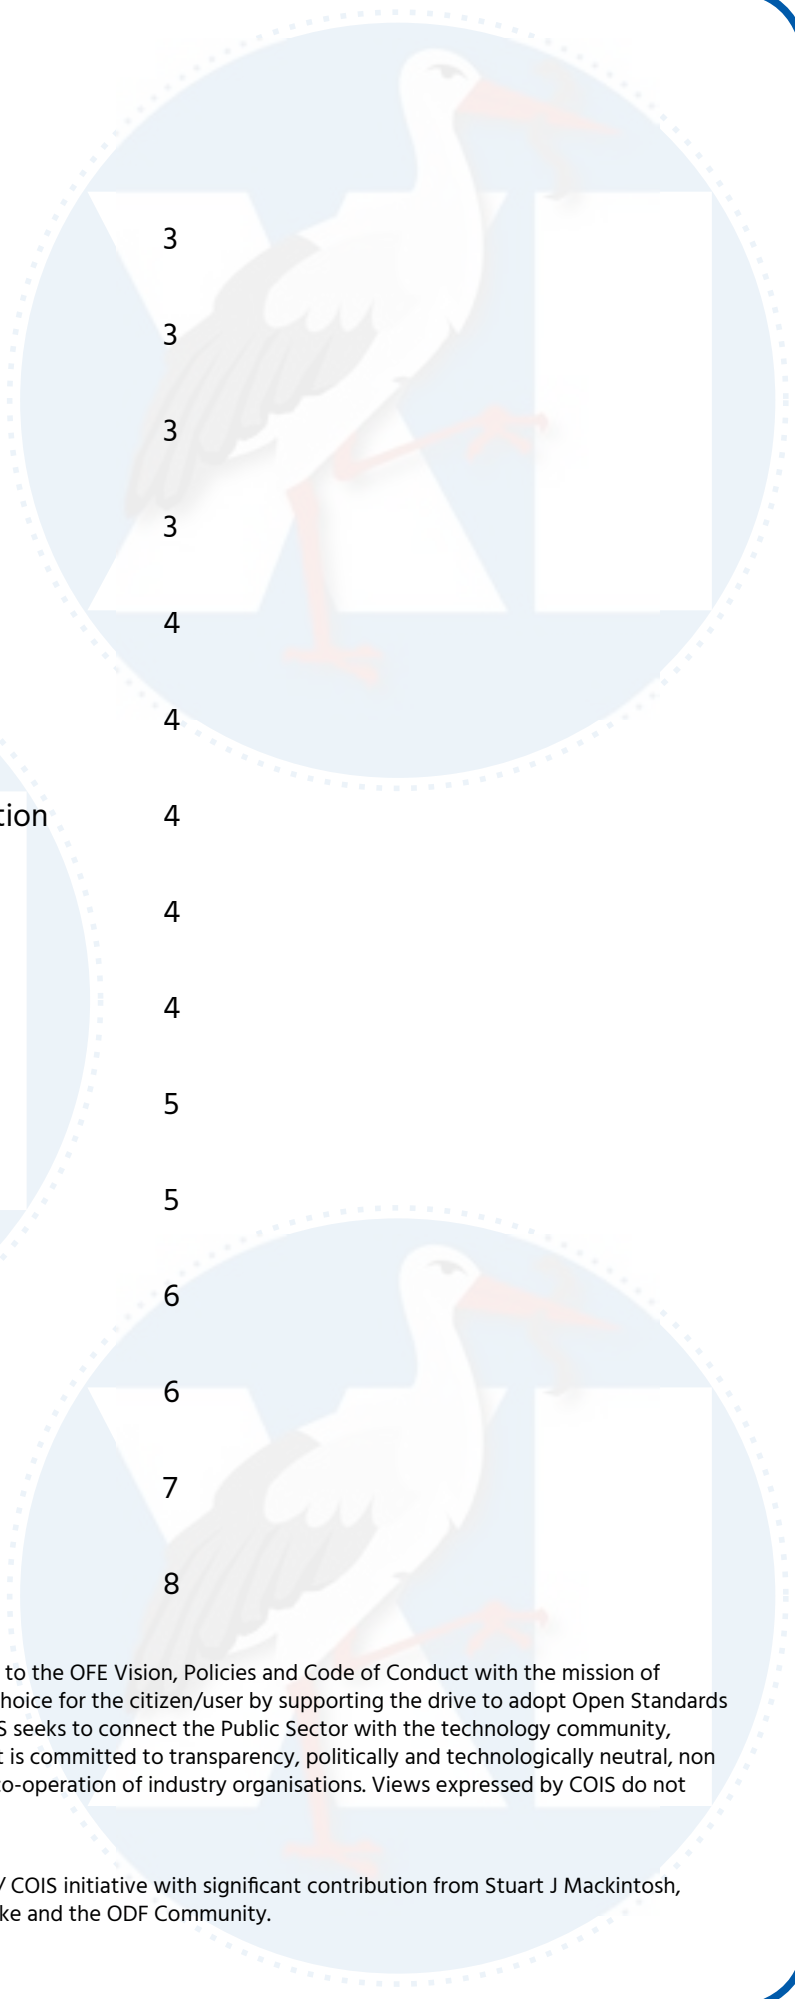 3
3
3
3
4
4
tion 4
4
4
5
5
6
6
7
8
to the OFE Vision, Policies and Code of Conduct with the mission of
hoice for the citizen/user by supporting the drive to adopt Open Standards
S seeks to connect the Public Sector with the technology community,
t is committed to transparency, politically and technologically neutral, non
co-operation of industry organisations. Views expressed by COIS do not
/ COIS initiative with significant contribution from Stuart J Mackintosh,
ke and the ODF Community.
XI
XI